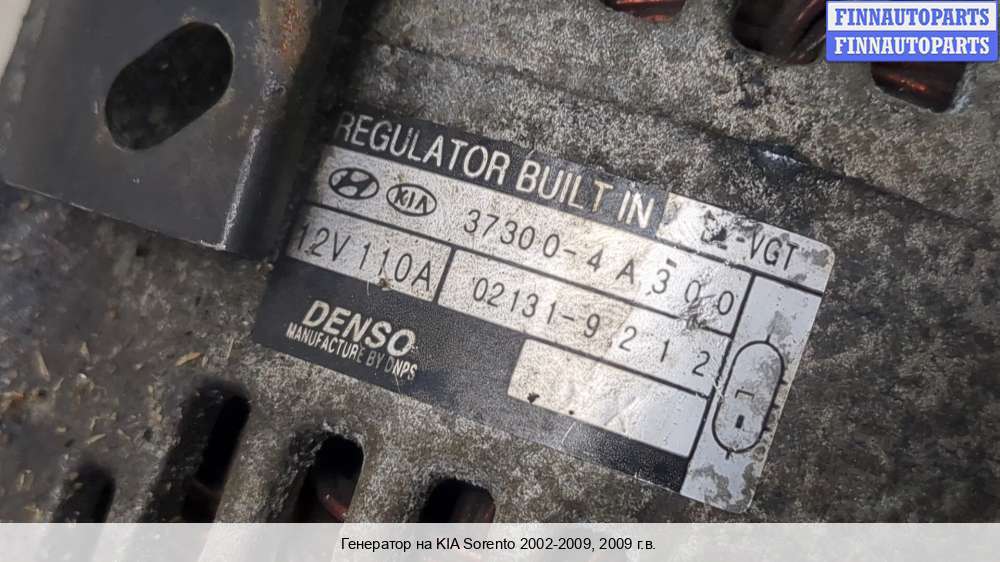 FINNAUTOPARTS
FINNAUTOPARTS
REGULATOR BUILT IN
-VGT
KIA 37300-4A300
12V 110A 02131-9212
DENSO
MANUFACTURE BY DNPS
Генератор на KIA Sorento 2002-2009, 2009 г.в.